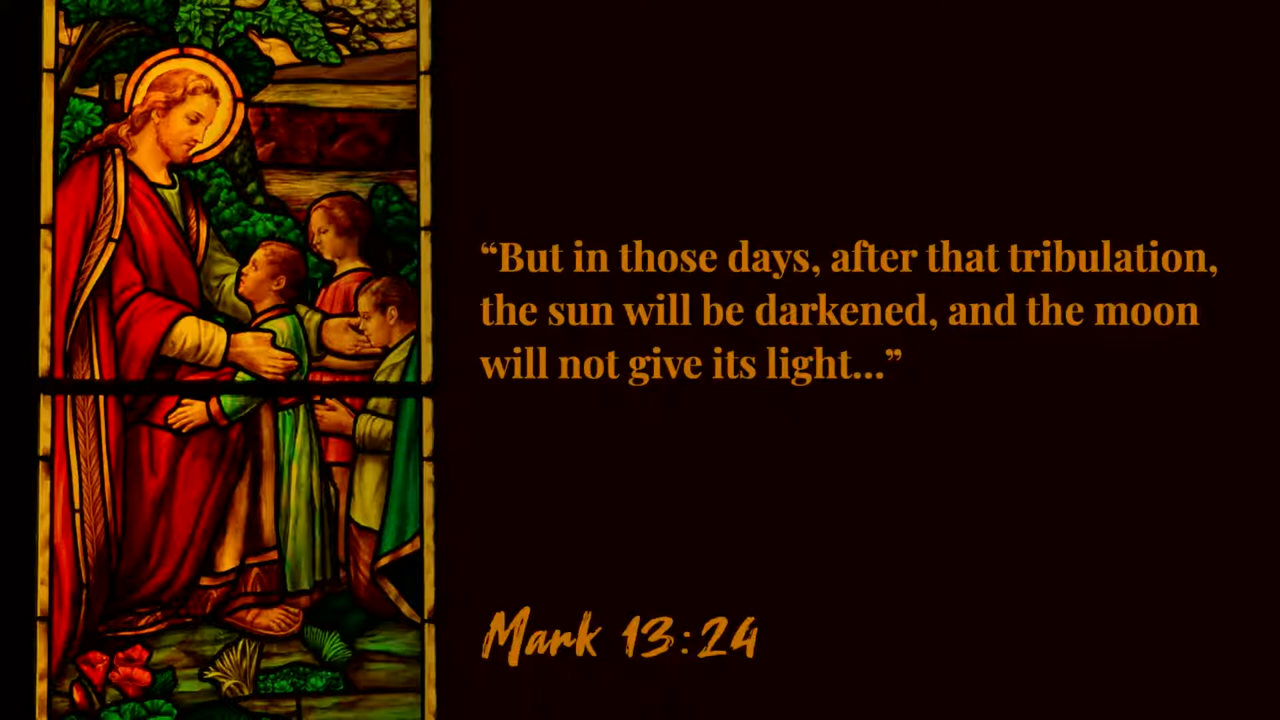 “But in those days, after that tribulation,
the sun will be darkened, and the moon
will not give its light...”
Mark 13:24